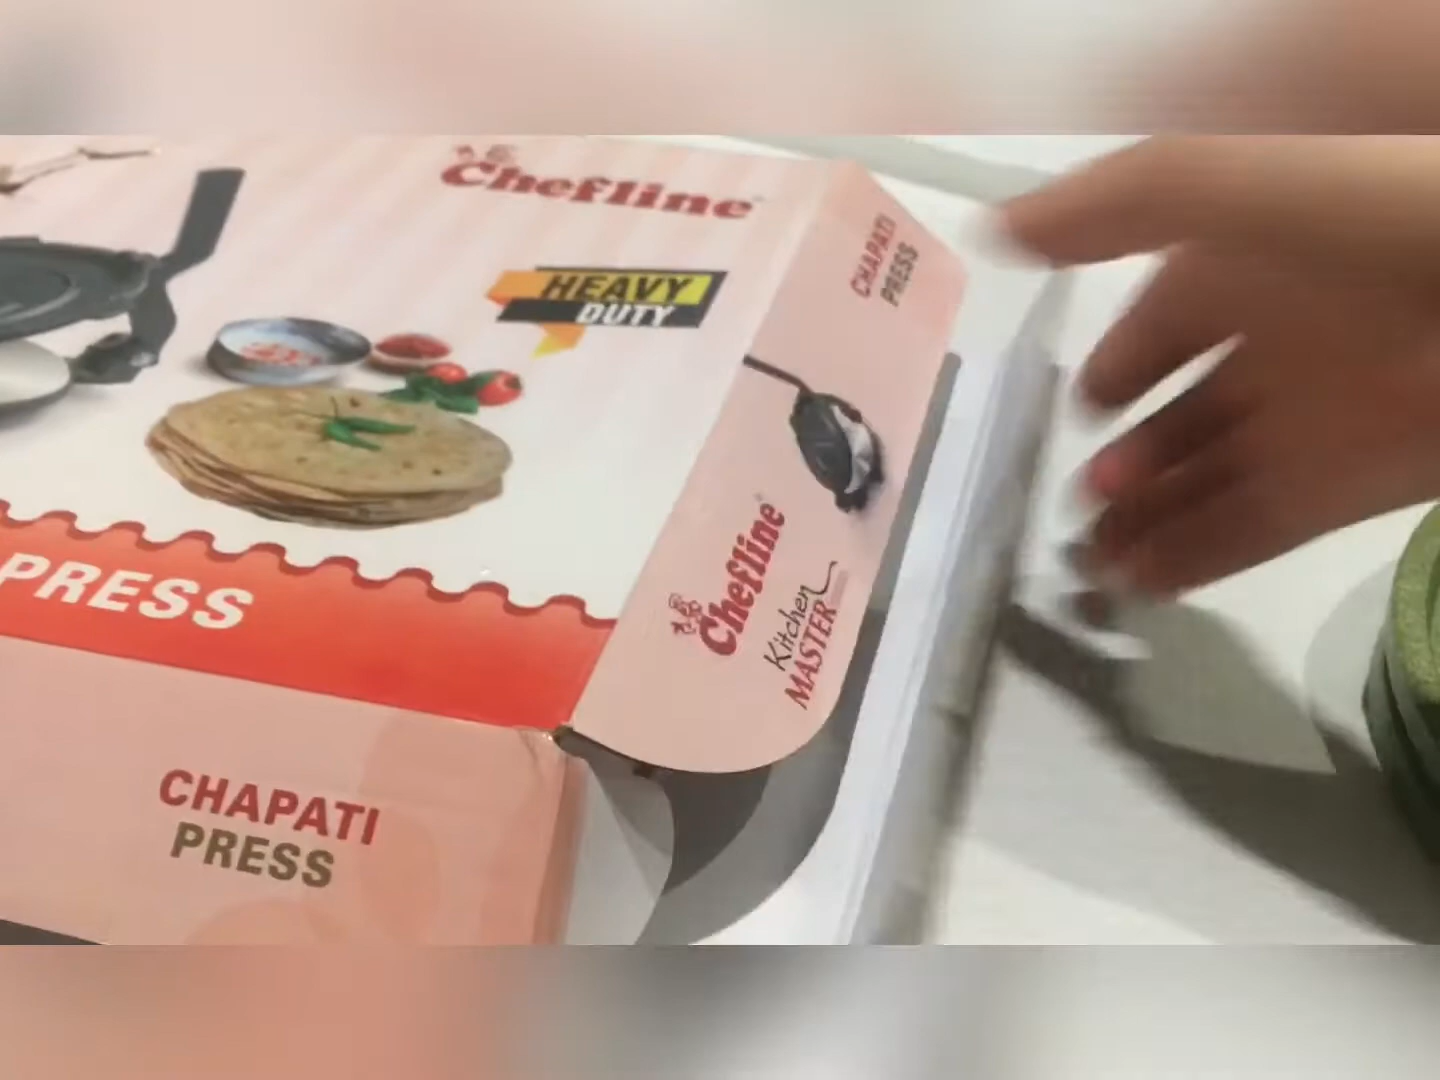 Chefline
HEAVY
DUTY
PRESS
CHAPATI
PRESS
CHAPATI
PRESS
Chefline
Kitchen
MASTER